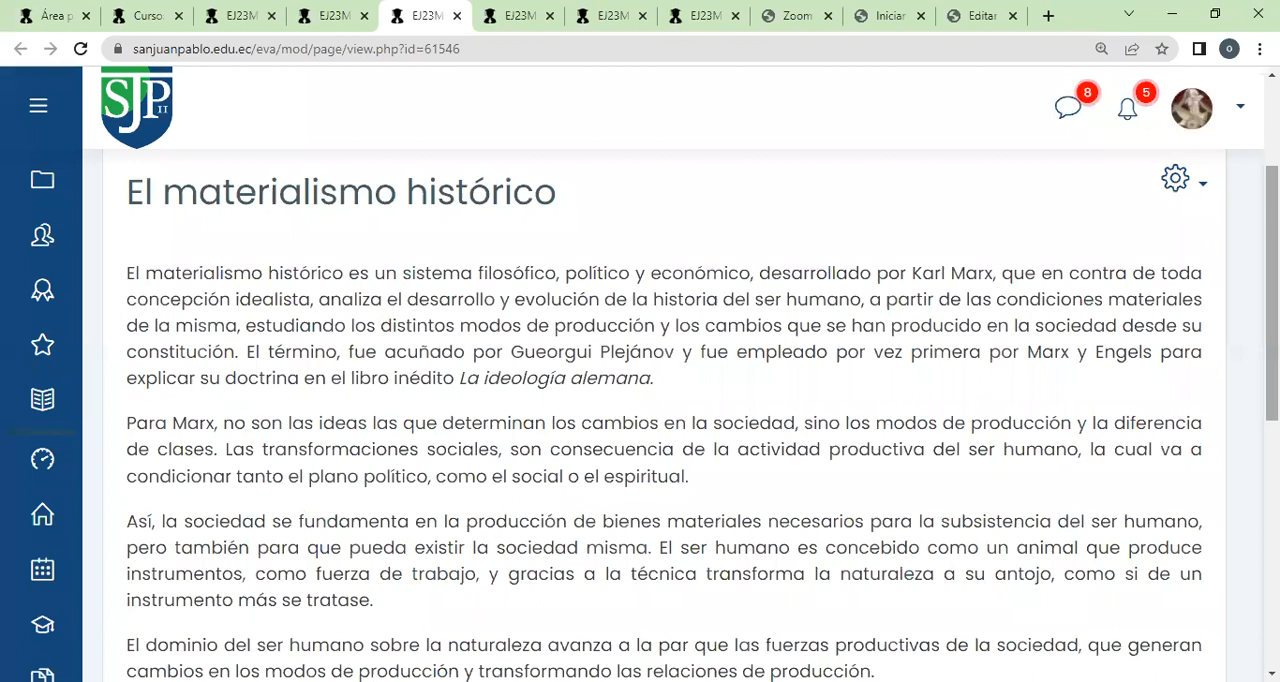 Área p
Curso:
EJ23M
EJ23M
EJ23M
EJ23M
EJ23M
EJ23M
Zoom
Iniciar
Editar
sanjuanpablo.edu.ec/eva/mod/page/view.php?id=61546
o
SJP
II
8
5
El materialismo histórico
El materialismo histórico es un sistema filosófico, político y económico, desarrollado por Karl Marx, que en contra de toda
concepción idealista, analiza el desarrollo y evolución de la historia del ser humano, a partir de las condiciones materiales
de la misma, estudiando los distintos modos de producción y los cambios que se han producido en la sociedad desde su
constitución. El término, fue acuñado por Gueorgui Plejánov y fue empleado por vez primera por Marx y Engels para
explicar su doctrina en el libro inédito La ideología alemana.
Para Marx, no son las ideas las que determinan los cambios en la sociedad, sino los modos de producción y la diferencia
de clases. Las transformaciones sociales, son consecuencia de la actividad productiva del ser humano, la cual va a
condicionar tanto el plano político, como el social o el espiritual.
Así, la sociedad se fundamenta en la producción de bienes materiales necesarios para la subsistencia del ser humano,
pero también para que pueda existir la sociedad misma. El ser humano es concebido como un animal que produce
instrumentos, como fuerza de trabajo, y gracias a la técnica transforma la naturaleza a su antojo, como si de un
instrumento más se tratase.
El dominio del ser humano sobre la naturaleza avanza a la par que las fuerzas productivas de la sociedad, que generan
cambios en los modos de producción y transformando las relaciones de producción.